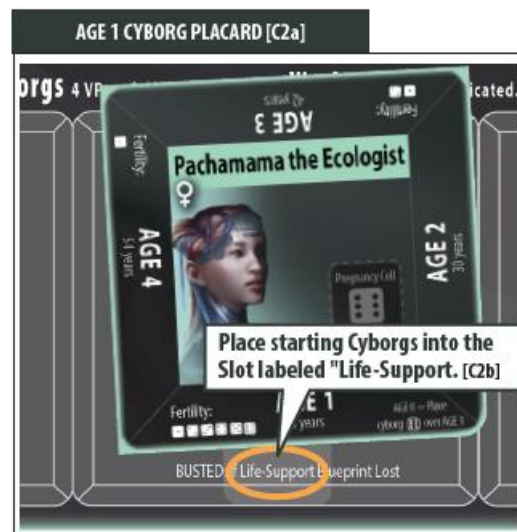 AGE 1 CYBORG PLACARD [C2a]
orgs 4 VP
icated.
42 years
AGE 3
Fertility:
Fertility:
Pachamama the Ecologist
AGE 4
54 years
AGE 2
30 years
Pregnancy Cell
Place starting Cyborgs into the
Slot labeled "Life-Support. [C2b]
Fertility:
E 1
years
AGE 0 = Place
cyborg over AGE 1
BUSTED Life-Support Blueprint Lost